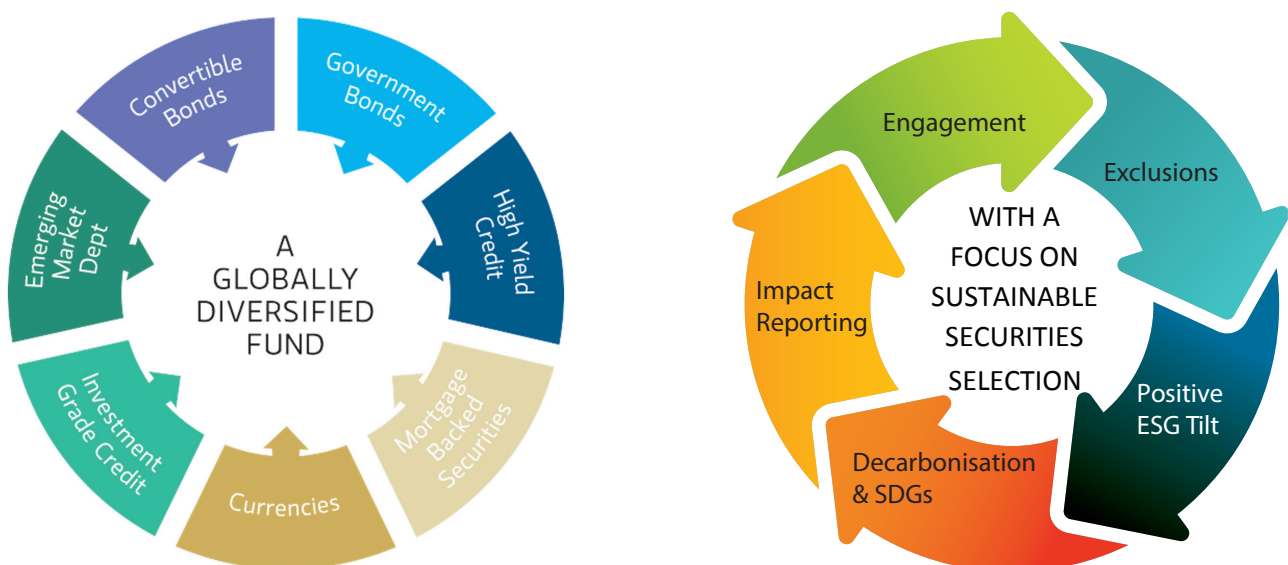 Convertible
Bonds
Government
Bonds
High Yield
Credit
Mortgage
Backed
Securities
Currencies
Investment
Grade Credit
Emerging
Market
Dept
A
GLOBALLY
DIVERSIFIED
FUND
Engagement
Exclusions
Positive
ESG Tilt
Decarbonisation
& SDGs
Impact
Reporting
WITH A
FOCUS ON
SUSTAINABLE
SECURITIES
SELECTION